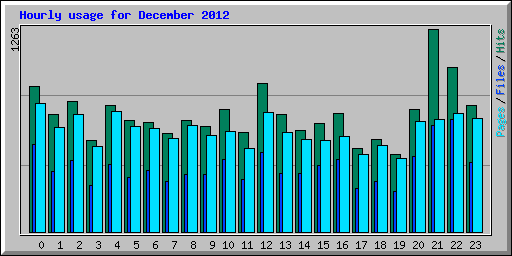 Hourly usage for December 2012
1263
Pages/Files/Hits
0 1 2 3 4 5 6 7 8 9 10 11 12 13 14 15 16 17 18 19 20 21 22 23